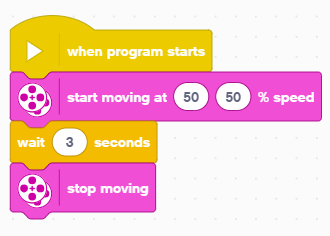 when program starts
start moving at 50 50 % speed
wait 3 seconds
stop moving